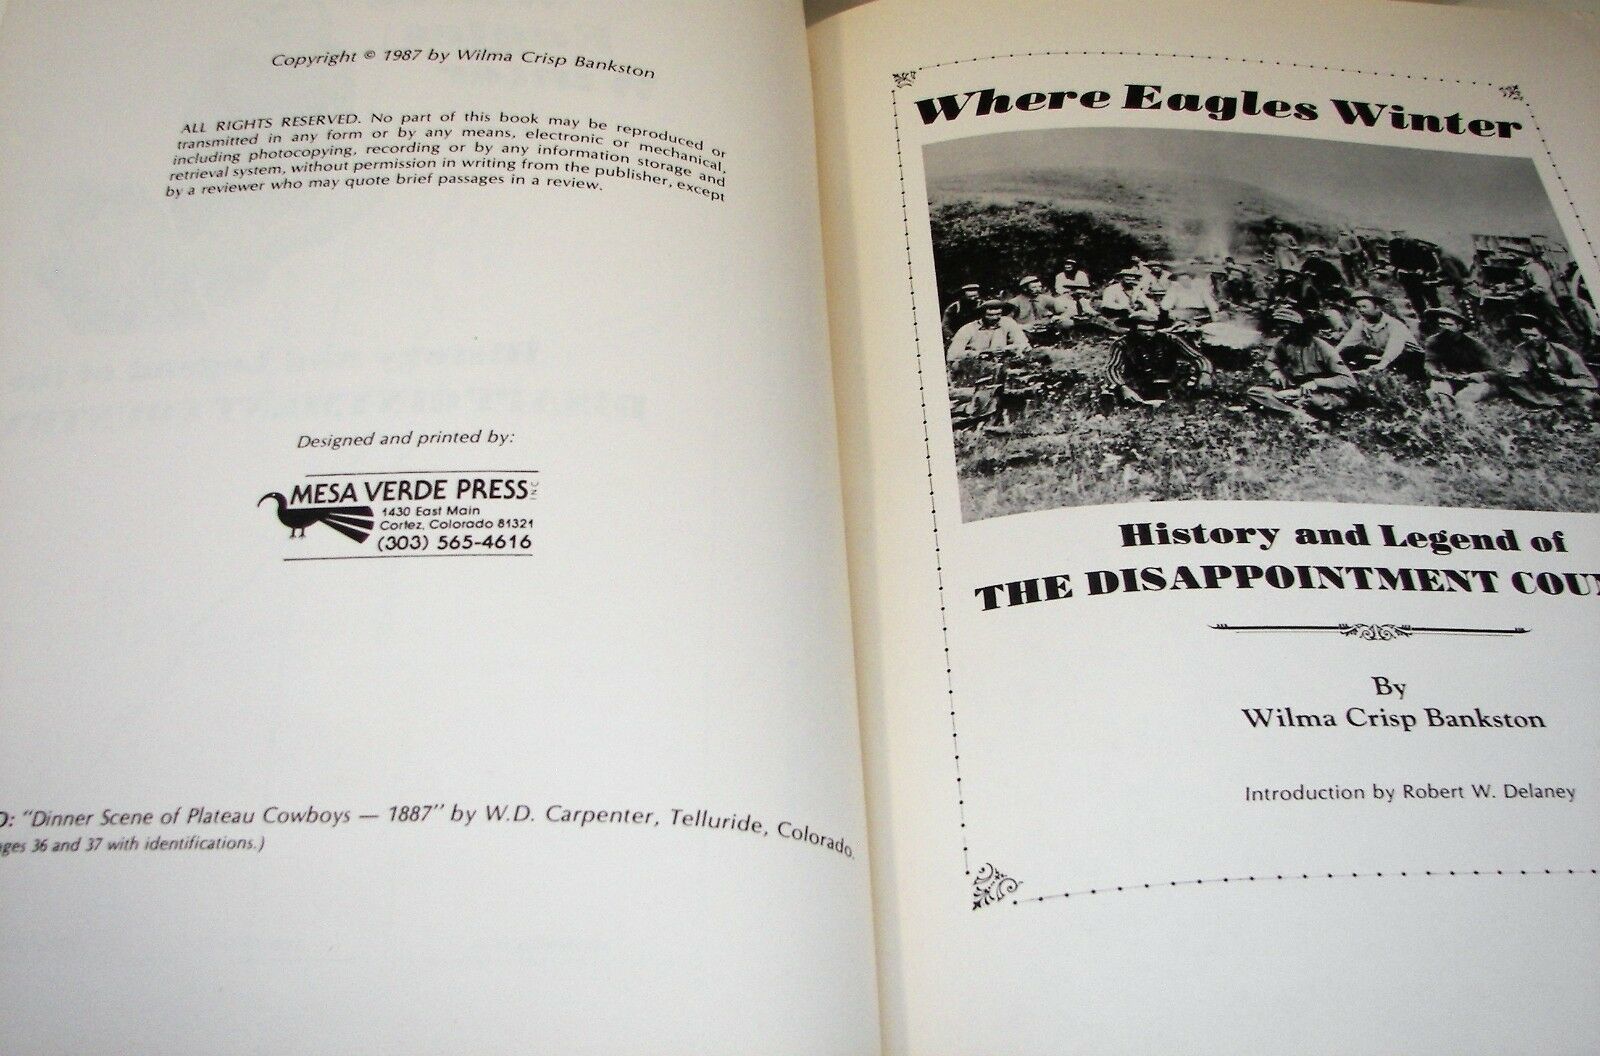 Copyright © 1987 by Wilma Crisp Bankston
ALL RIGHTS RESERVED. No part of this book may be reproduced or
transmitted in any form or by any means, electronic or mechanical,
including photocopying, recording or by any information storage and
retrieval system, without permission in writing from the publisher, except
by a reviewer who may quote brief passages in a review.
Designed and printed by:
MESA VERDE PRESS INC
1430 East Main
Cortez, Colorado 81321
(303) 565-4616
"Dinner Scene of Plateau Cowboys — 1887" by W.D. Carpenter, Telluride, Colorado.
36 and 37 with identifications.)
Where Eagles Winter
History and Legend of
THE DISAPPOINTMENT
By
Wilma Crisp Bankston
Introduction by Robert W. Delaney